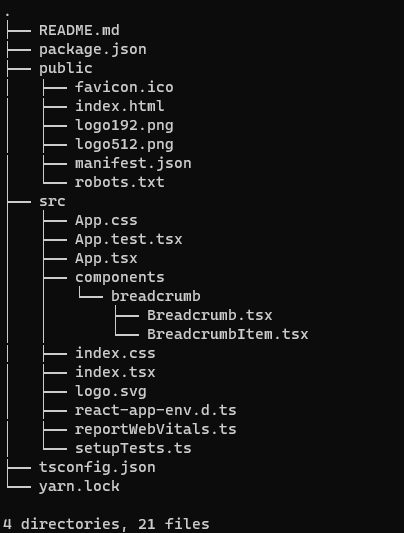 .
├── README.md
├── package.json
├── public
│   ├── favicon.ico
│   ├── index.html
│   ├── logo192.png
│   ├── logo512.png
│   ├── manifest.json
│   └── robots.txt
├── src
│   ├── App.css
│   ├── App.test.tsx
│   ├── App.tsx
│   ├── components
│   │   └── breadcrumb
│   │       ├── Breadcrumb.tsx
│   │       └── BreadcrumbItem.tsx
│   ├── index.css
│   ├── index.tsx
│   ├── logo.svg
│   ├── react-app-env.d.ts
│   ├── reportWebVitals.ts
│   └── setupTests.ts
├── tsconfig.json
└── yarn.lock
4 directories, 21 files